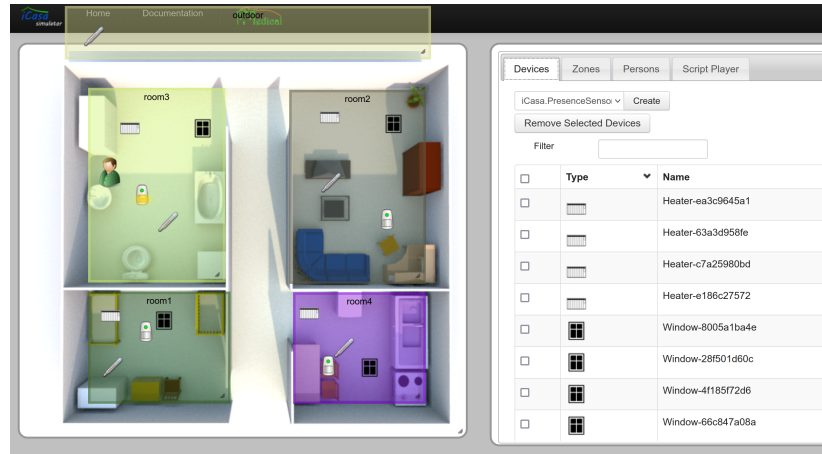 iCasa
simulator
Home
Documentation
outdoor
Medical
room3
room2
room1
room4
Devices
Zones
Persons
Script Player
iCasa.PresenceSensor
Create
Remove Selected Devices
Filter
Type
Name
Heater-ea3c9645a1
Heater-63a3d958fe
Heater-c7a25980bd
Heater-e186c27572
Window-8005a1ba4e
Window-28f501d60c
Window-4f185f72d6
Window-66c847a08a